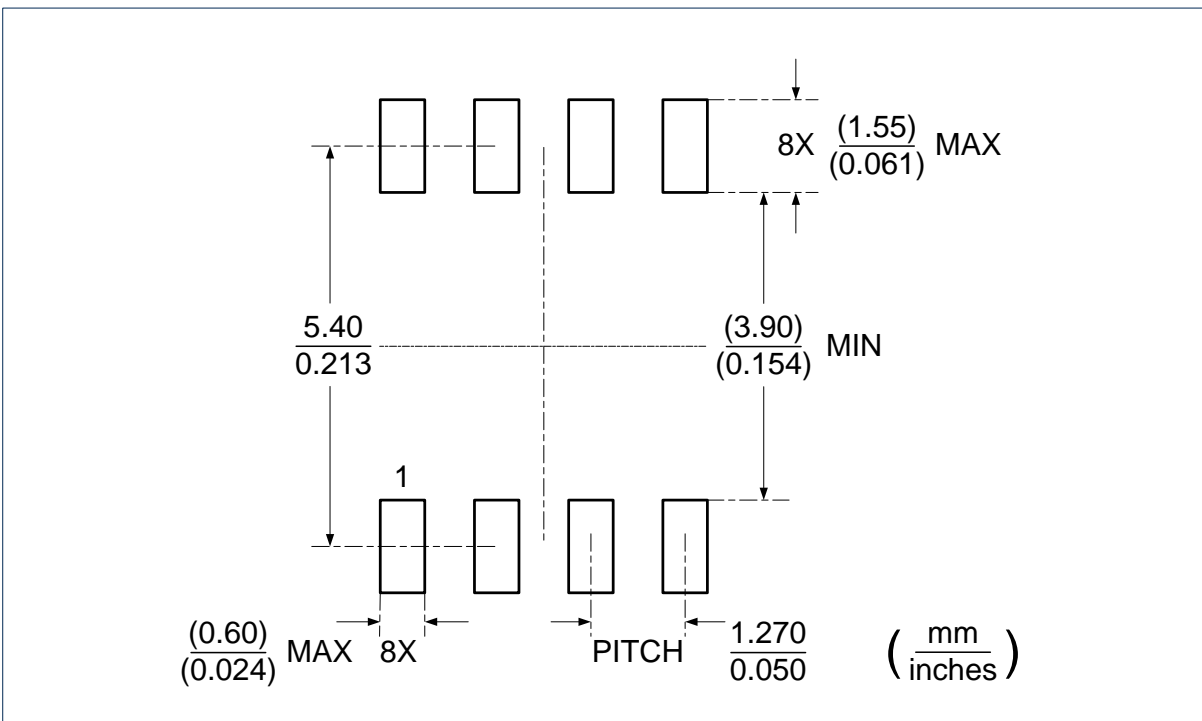 8X (1.55) MAX
(0.061)
5.40
0.213
(3.90) MIN
(0.154)
1
(0.60) MAX 8X
(0.024)
PITCH 1.270
0.050
(mm
inches)